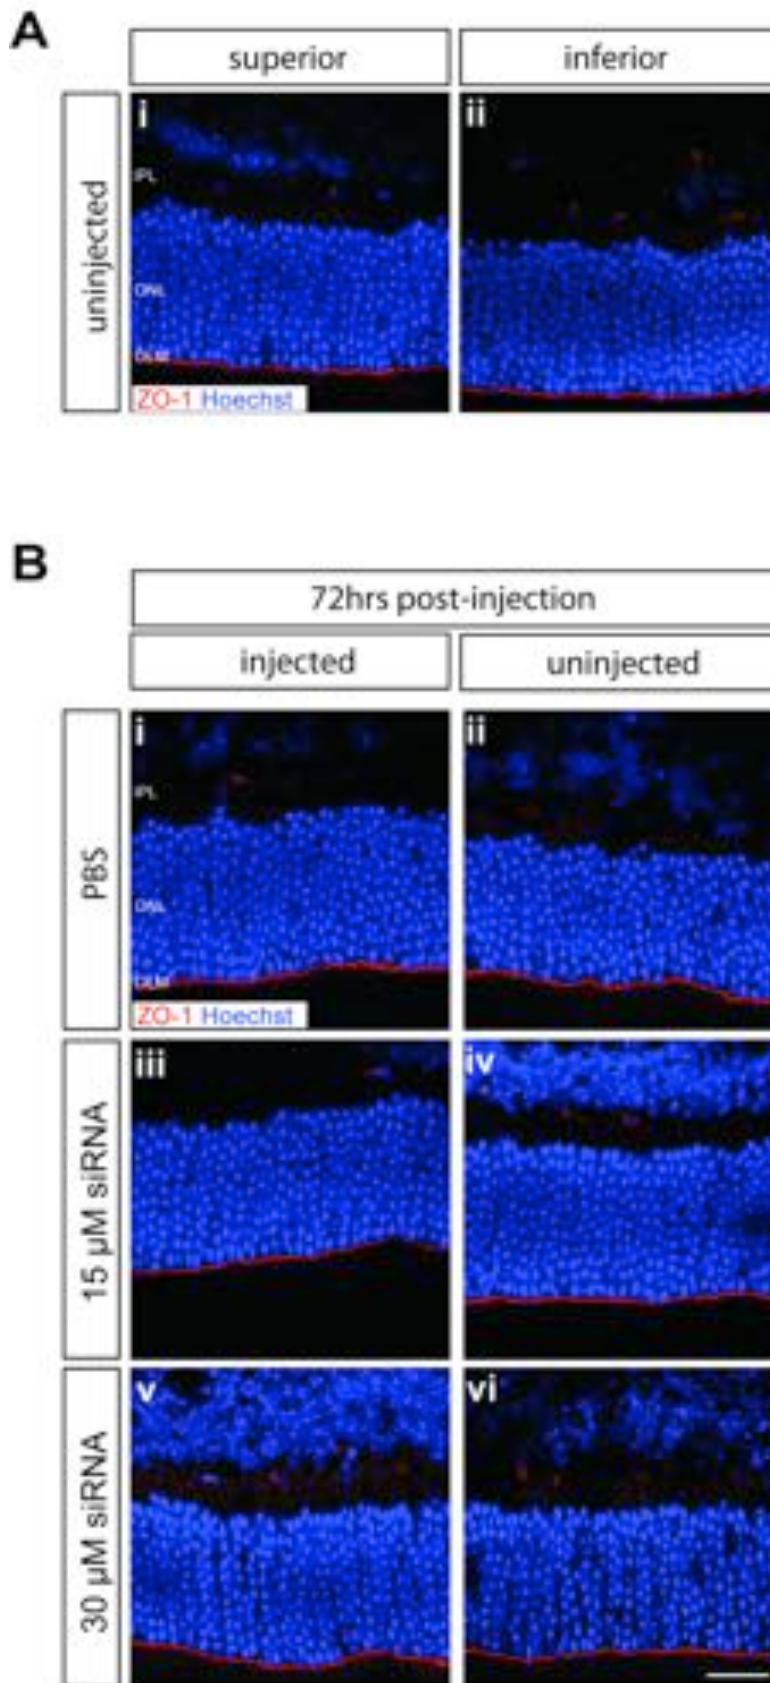 A
superior
inferior
uninjected
i
ii
IPL
ONL
OLM
ZO-1 Hoechst
B
72hrs post-injection
injected
uninjected
PBS
i
ii
IPL
ONL
OLM
ZO-1 Hoechst
15 µM siRNA
iii
iv
30 µM siRNA
v
vi